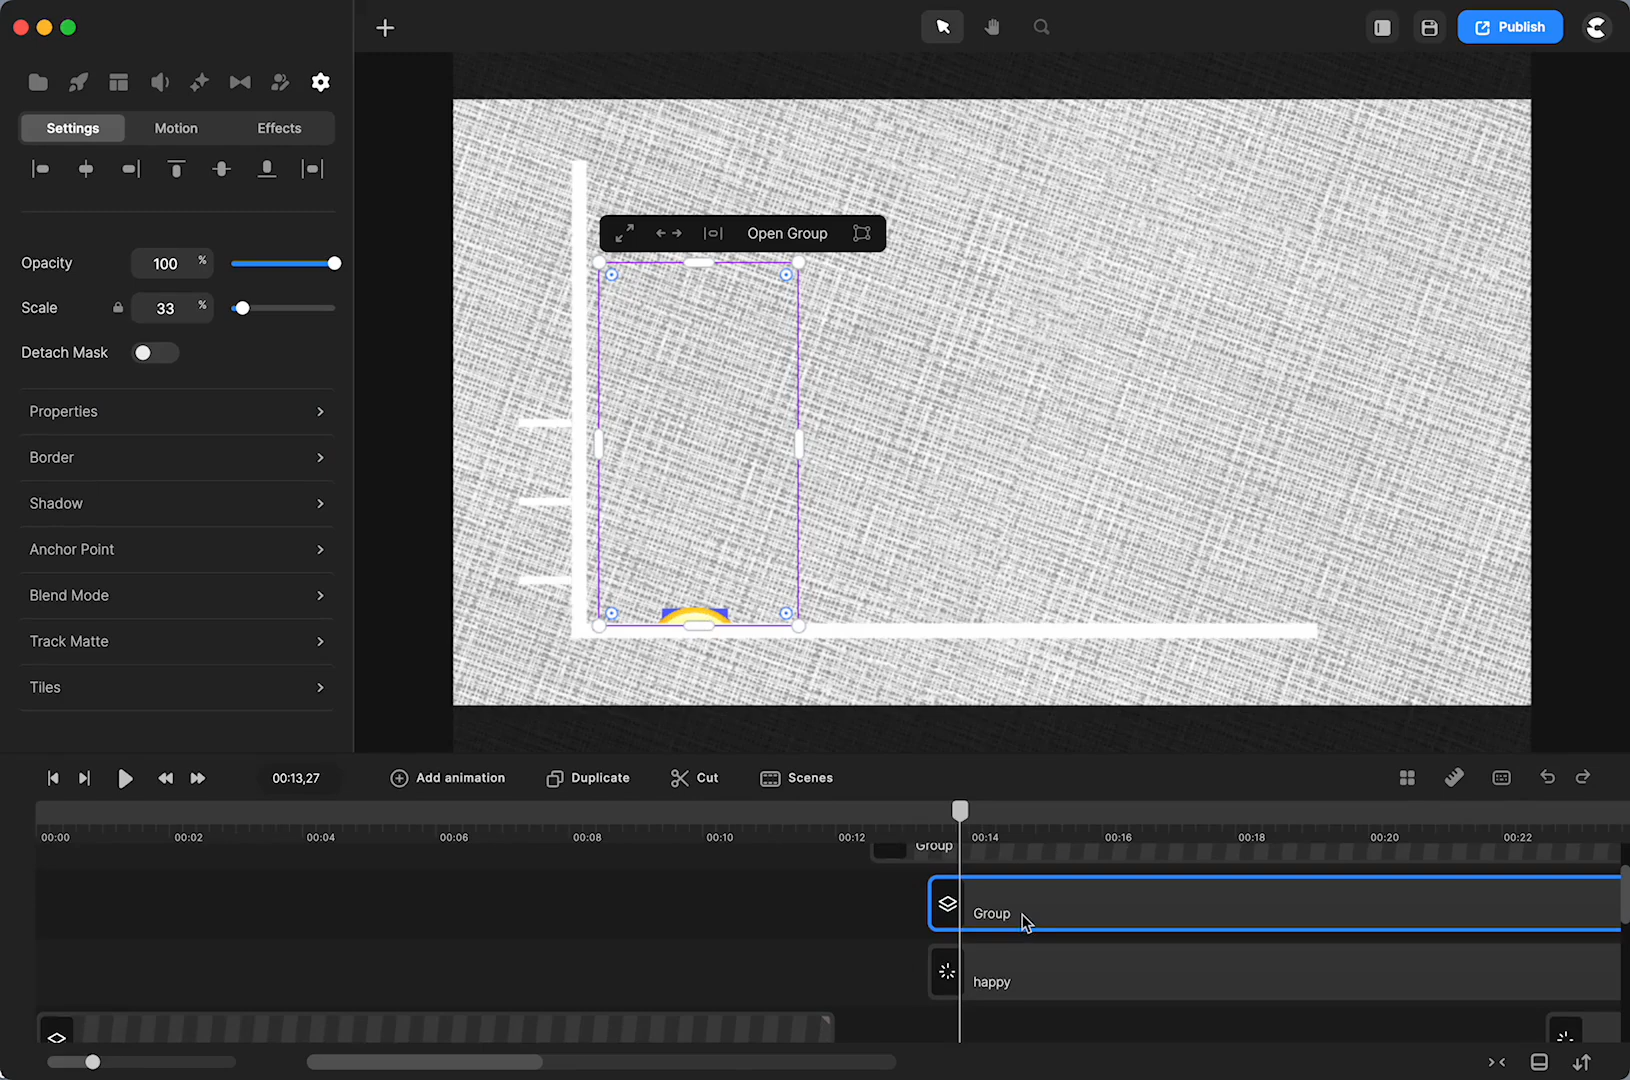 Publish
Settings Motion Effects
Opacity 100 %
Scale 33 %
Detach Mask
Properties
Border
Shadow
Anchor Point
Blend Mode
Track Matte
Tiles
Open Group
00:13,27 Add animation Duplicate Cut Scenes
00:00 00:02 00:04 00:06 00:08 00:10 00:12 00:14 00:16 00:18 00:20 00:22
Group
Group
happy